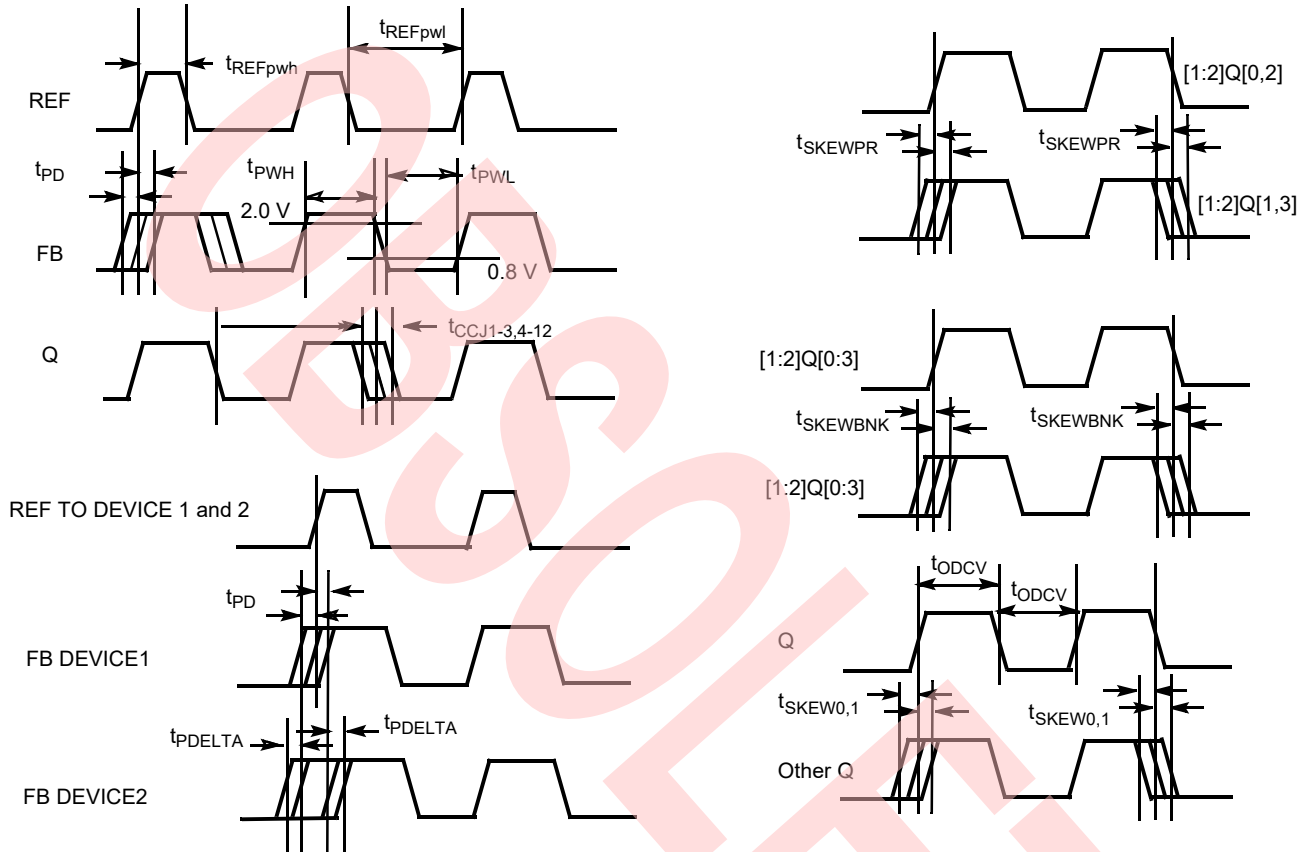 tREFpwh
tREFpwl
REF
tPD
tPWH
tPWL
2.0 V
FB
0.8 V
Q
tCCJ1-3,4-12
REF TO DEVICE 1 and 2
tPD
FB DEVICE1
tPDELTA
tPDELTA
FB DEVICE2
[1:2]Q[0,2]
tSKEWPR
tSKEWPR
[1:2]Q[1,3]
[1:2]Q[0:3]
tSKEWBNK
tSKEWBNK
[1:2]Q[0:3]
tODCV
tODCV
Q
tSKEW0,1
tSKEW0,1
Other Q
OBSOLETE